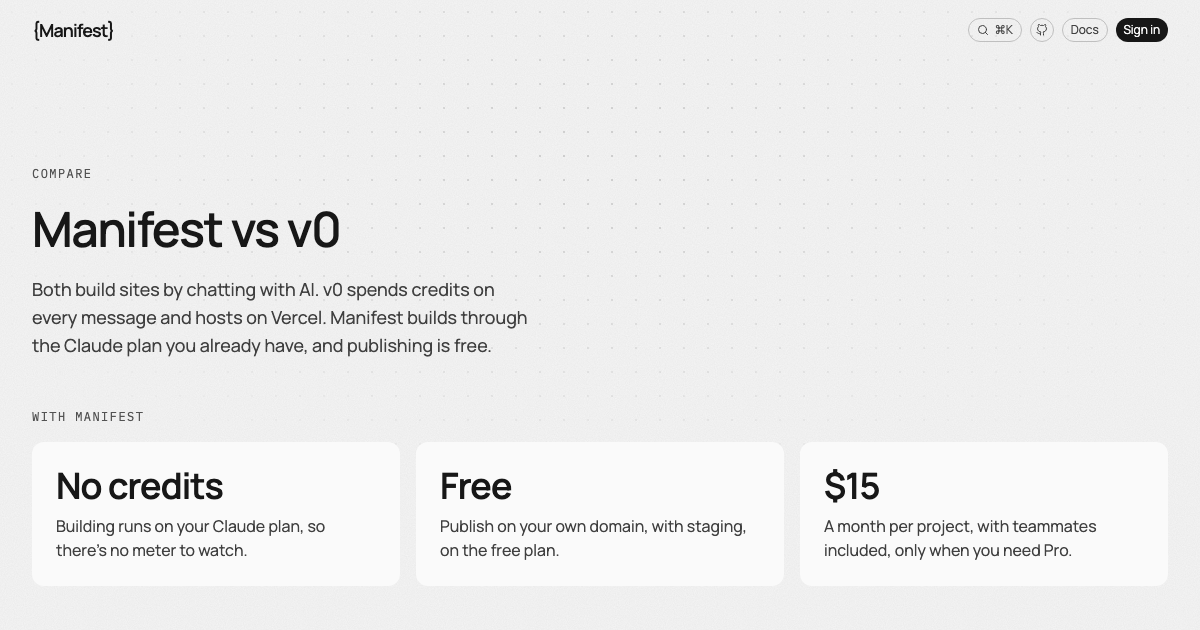 {Manifest}
⌘K
Docs
Sign in
COMPARE
Manifest vs v0
Both build sites by chatting with AI. v0 spends credits on
every message and hosts on Vercel. Manifest builds through
the Claude plan you already have, and publishing is free.
WITH MANIFEST
No credits
Building runs on your Claude plan, so
there's no meter to watch.
Free
Publish on your own domain, with staging,
on the free plan.
$15
A month per project, with teammates
included, only when you need Pro.